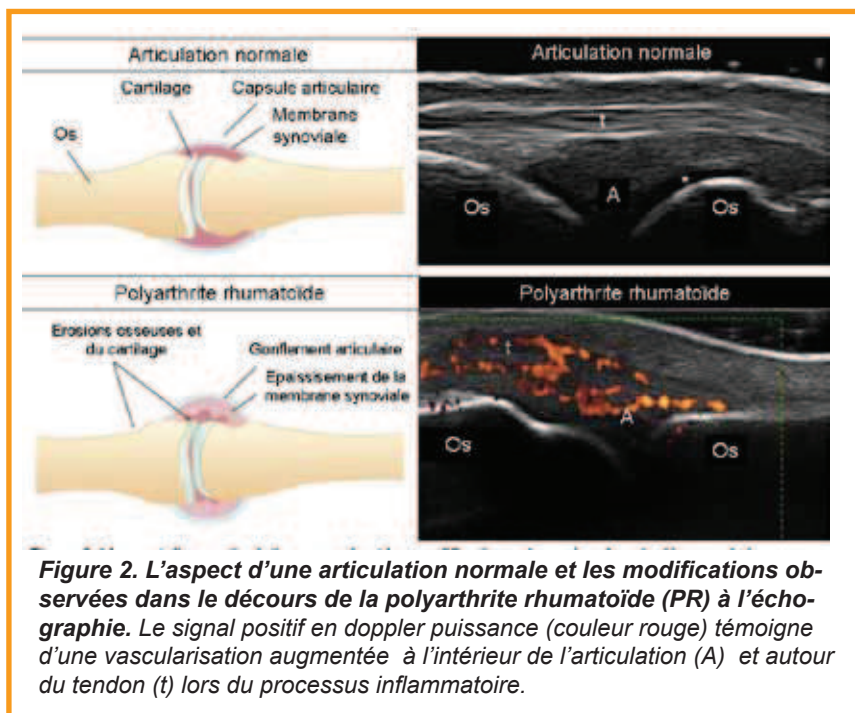 Articulation normale
Articulation normale
Cartilage
Capsule articulaire
Membrane
synoviale
Os
t
A
Os
Os
Polyarthrite rhumatoïde
Polyarthrite rhumatoïde
Erosions osseuses et
du cartilage
Gonflement articulaire
Epaississement de la
membrane synoviale
t
A
Os
Os
Figure 2. L'aspect d'une articulation normale et les modifications ob-
servées dans le décours de la polyarthrite rhumatoïde (PR) à l'écho-
graphie. Le signal positif en doppler puissance (couleur rouge) témoigne
d'une vascularisation augmentée à l'intérieur de l'articulation (A) et autour
du tendon (t) lors du processus inflammatoire.